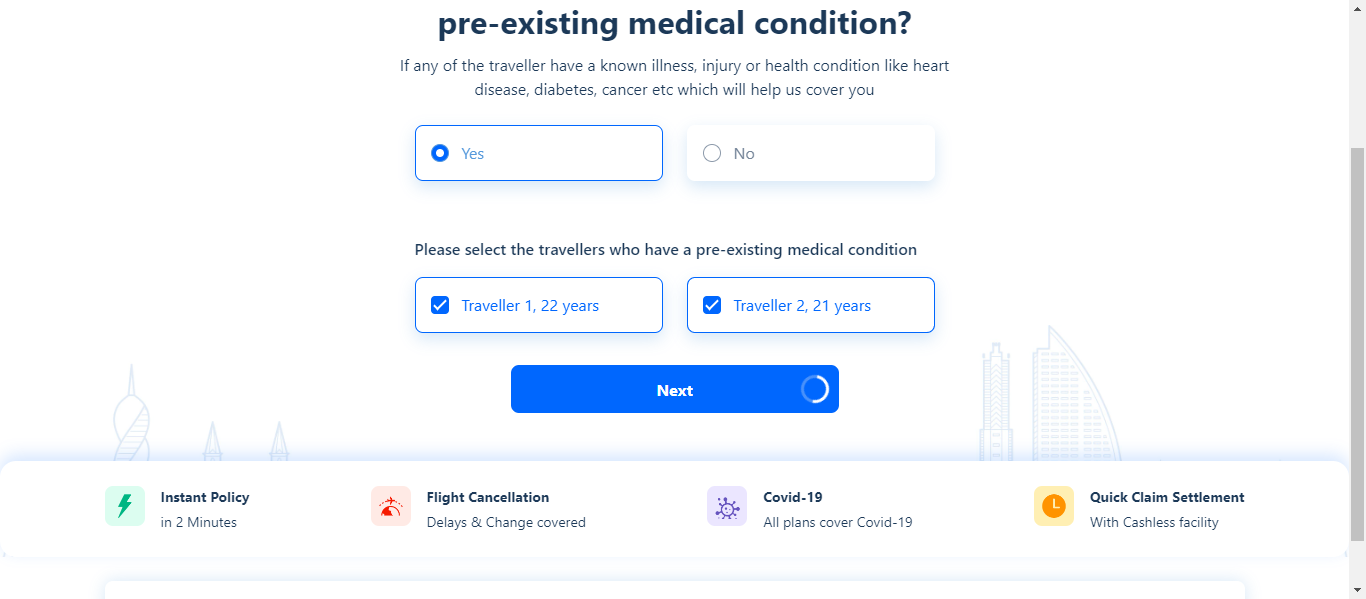 pre-existing medical condition?
If any of the traveller have a known illness, injury or health condition like heart
disease, diabetes, cancer etc which will help us cover you
Yes
No
Please select the travellers who have a pre-existing medical condition
Traveller 1, 22 years
Traveller 2, 21 years
Next
Instant Policy
in 2 Minutes
Flight Cancellation
Delays & Change covered
Covid-19
All plans cover Covid-19
Quick Claim Settlement
With Cashless facility